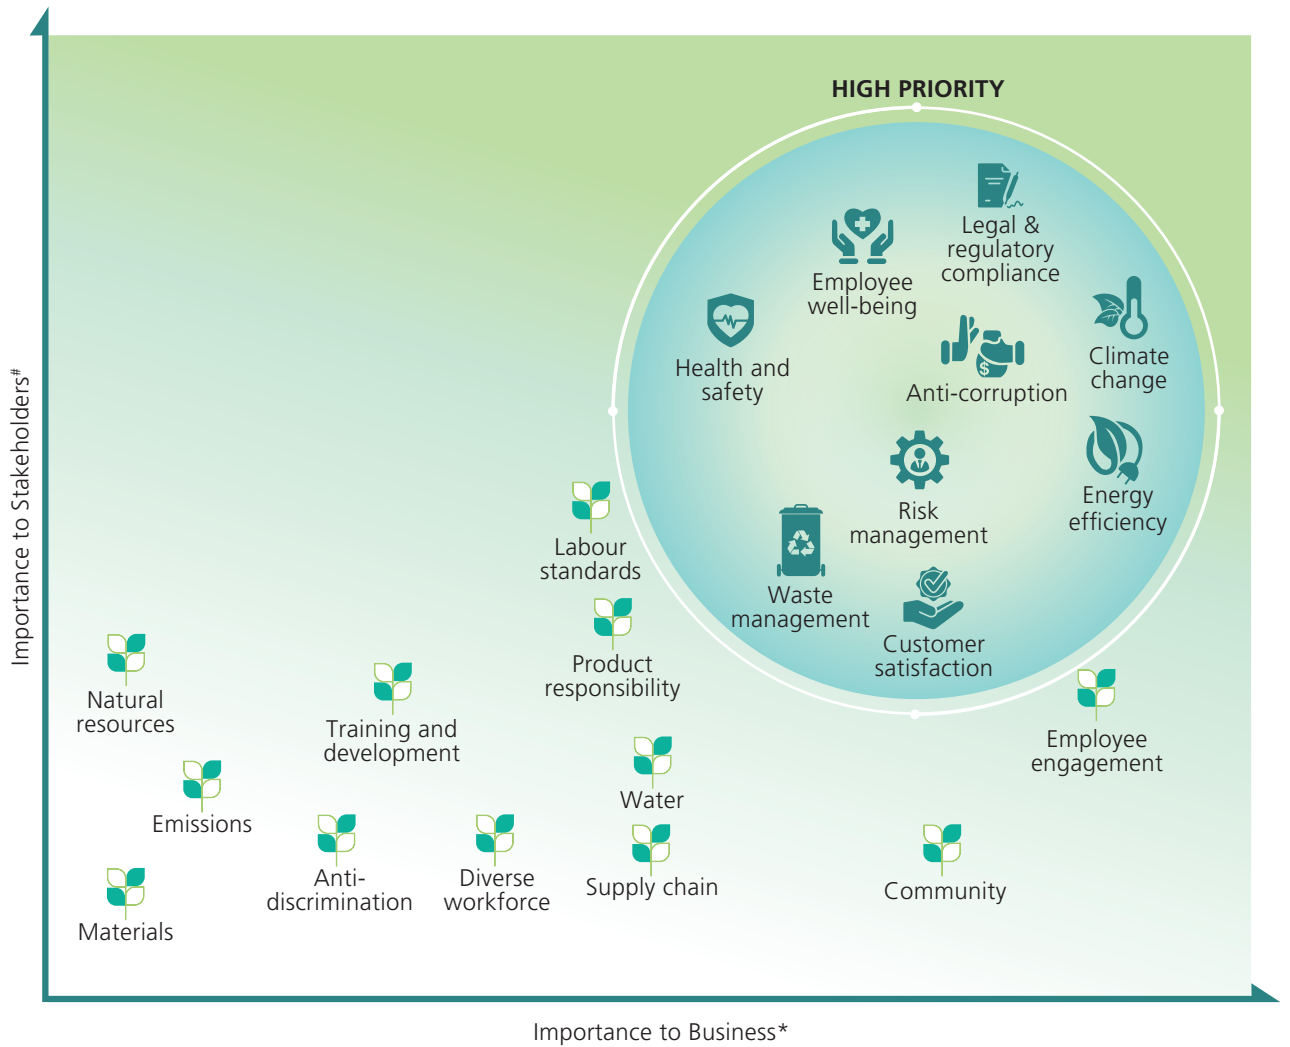 HIGH PRIORITY
Legal &
regulatory
compliance
Employee
well-being
Climate
change
Health and
safety
Anti-corruption
$
Energy
efficiency
Risk
management
Waste
management
Customer
satisfaction
Labour
standards
Product
responsibility
Natural
resources
Training and
development
Employee
engagement
Water
Emissions
Anti-
discrimination
Diverse
workforce
Supply chain
Community
Materials
Importance to Stakeholders#
Importance to Business*